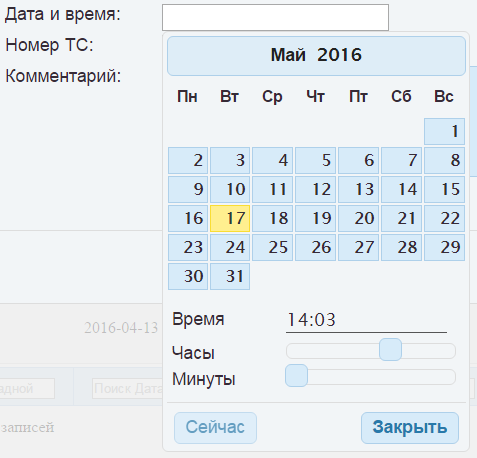 Дата и время:
Номер ТС:
Комментарий:
Май 2016
Пн Вт Ср Чт Пт Сб Вс
1
2 3 4 5 6 7 8
9 10 11 12 13 14 15
16 17 18 19 20 21 22
23 24 25 26 27 28 29
30 31
2016-04-13
Время 14:03
Часы
Минуты
Поиск Дата
записей
Сейчас Закрыть